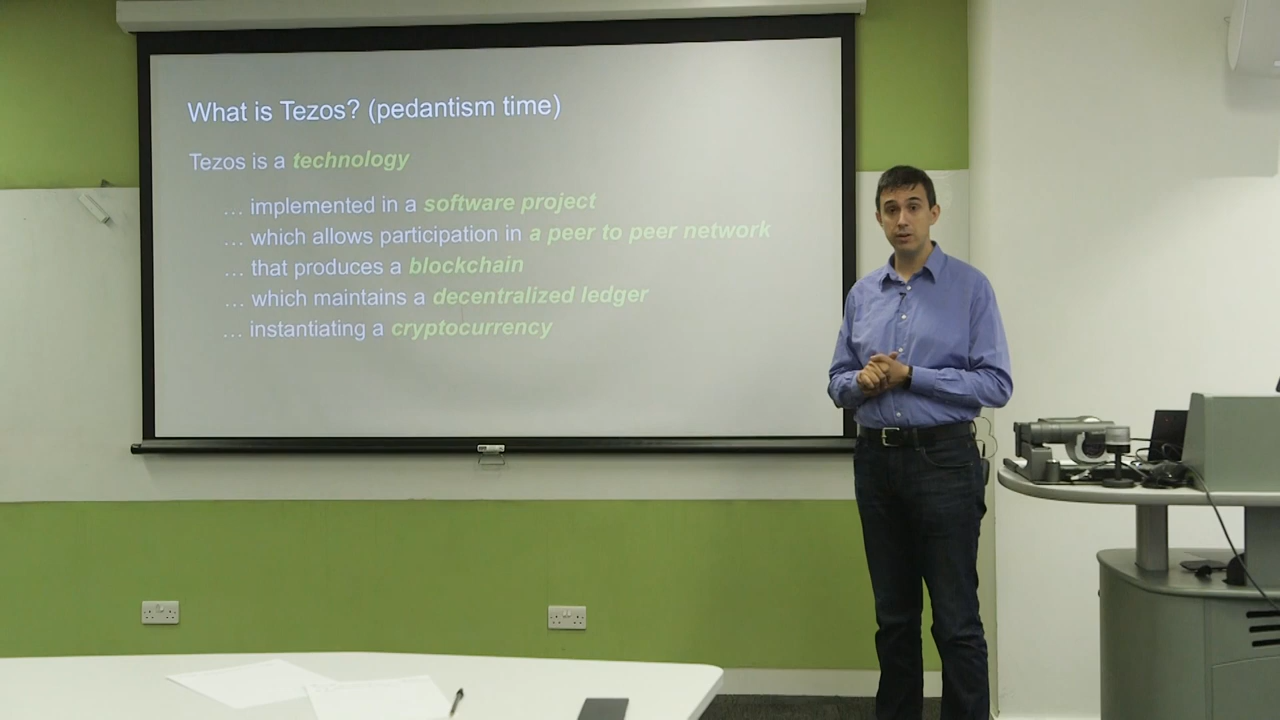 What is Tezos? (pedantism time)
Tezos is a technology
… implemented in a software project
… which allows participation in a peer to peer network
… that produces a blockchain
… which maintains a decentralized ledger
… instantiating a cryptocurrency